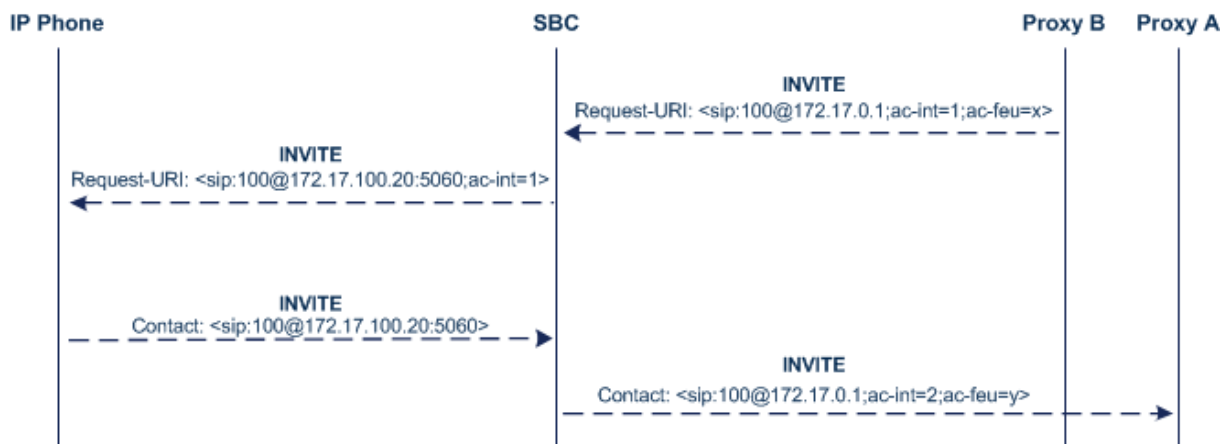 IP Phone SBC Proxy B Proxy A
INVITE
Request-URI: <sip:100@172.17.0.1;ac-int=1;ac-feu=x>
INVITE
Request-URI: <sip:100@172.17.100.20:5060;ac-int=1>
INVITE
Contact: <sip:100@172.17.100.20:5060>
INVITE
Contact: <sip:100@172.17.0.1;ac-int=2;ac-feu=y>